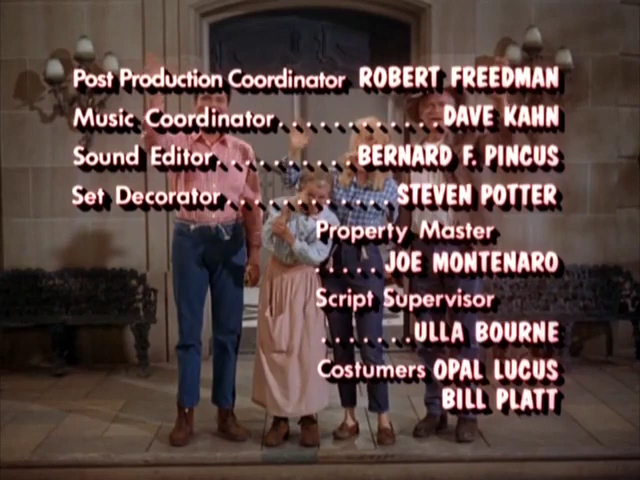 Post Production Coordinator ROBERT FREEDMAN
Music Coordinator............DAVE KAHN
Sound Editor..........BERNARD F. PINCUS
Set Decorator............STEVEN POTTER
Property Master
.....JOE MONTENARO
Script Supervisor
.......ULLA BOURNE
Costumers OPAL LUCUS
BILL PLATT